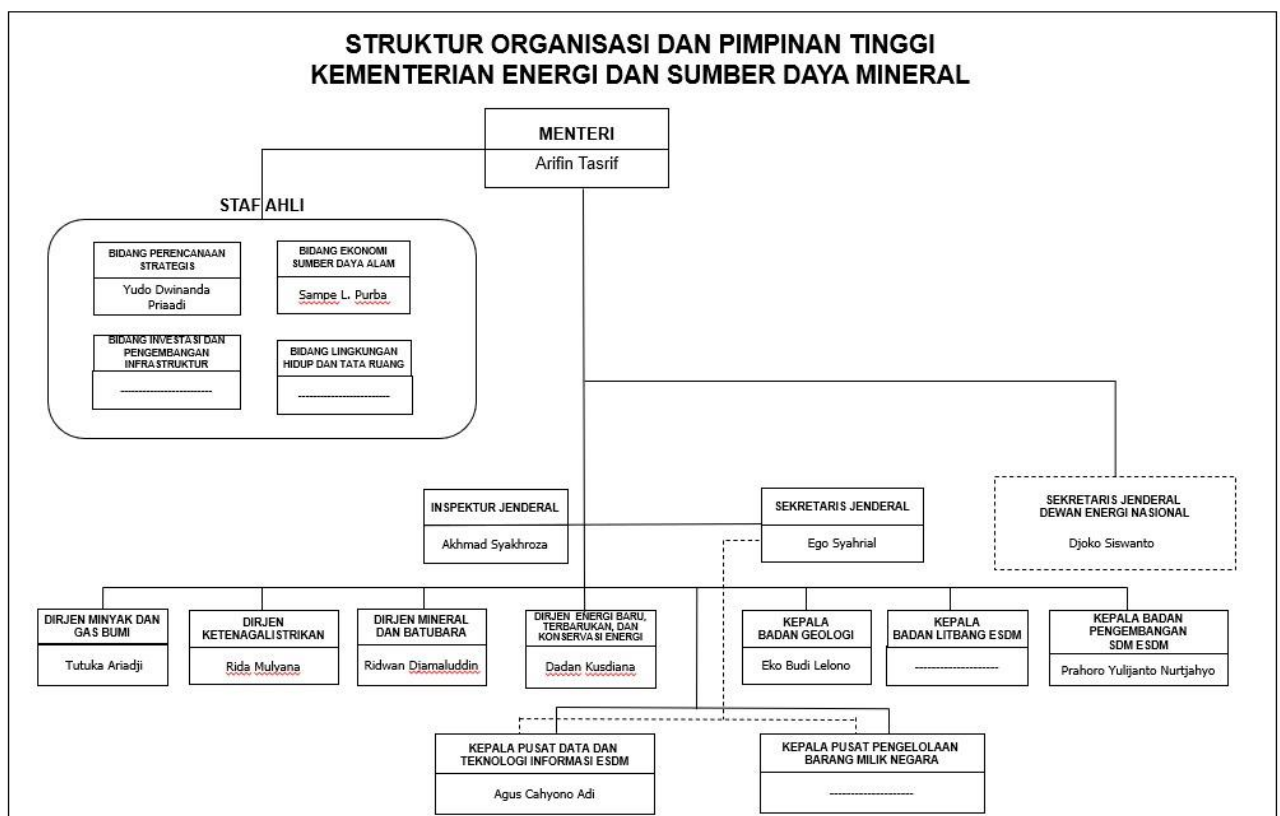 STRUKTUR ORGANISASI DAN PIMPINAN TINGGI
KEMENTERIAN ENERGI DAN SUMBER DAYA MINERAL
MENTERI
Arifin Tasrif
STAF AHLI
BIDANG PERENCANAAN
STRATEGIS
Yudo Dwinanda
Priaadi
BIDANG EKONOMI
SUMBER DAYA ALAM
Sampe L. Purba
BIDANG INVESTASI DAN
PENGEMBANGAN
INFRASTRUKTUR
-------------------------
BIDANG LINGKUNGAN
HIDUP DAN TATA RUANG
-------------------------
INSPEKTUR JENDERAL
Akhmad Syakhroza
SEKRETARIS JENDERAL
Ego Syahrial
SEKRETARIS JENDERAL
DEWAN ENERGI NASIONAL
Djoko Siswanto
DIRJEN MINYAK DAN
GAS BUMI
Tutuka Ariadji
DIRJEN
KETENAGALISTRIKAN
Rida Mulyana
DIRJEN MINERAL
DAN BATUBARA
Ridwan Djamaluddin
DIRJEN ENERGI BARU,
TERBARUKAN, DAN
KONSERVASI ENERGI
Dadan Kusdiana
KEPALA
BADAN GEOLOGI
Eko Budi Lelono
KEPALA
BADAN LITBANG ESDM
-----------------------
KEPALA BADAN
PENGEMBANGAN
SDM ESDM
Prahoro Yulijanto Nurtjahyo
KEPALA PUSAT DATA DAN
TEKNOLOGI INFORMASI ESDM
Agus Cahyono Adi
KEPALA PUSAT PENGELOLAAN
BARANG MILIK NEGARA
-----------------------